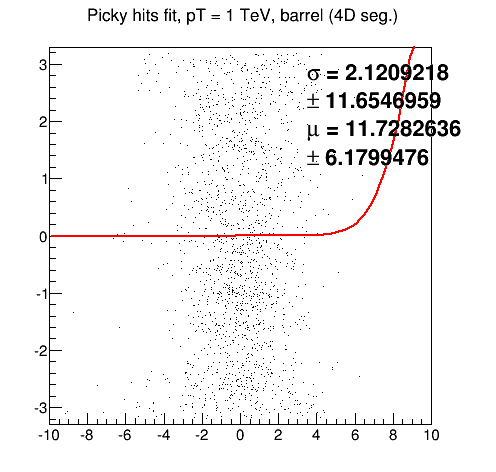 Picky hits fit, pT = 1 TeV, barrel (4D seg.)
σ = 2.1209218
± 11.6546959
μ = 11.7282636
± 6.1799476
3
2
1
0
-1
-2
-3
-10 -8 -6 -4 -2 0 2 4 6 8 10